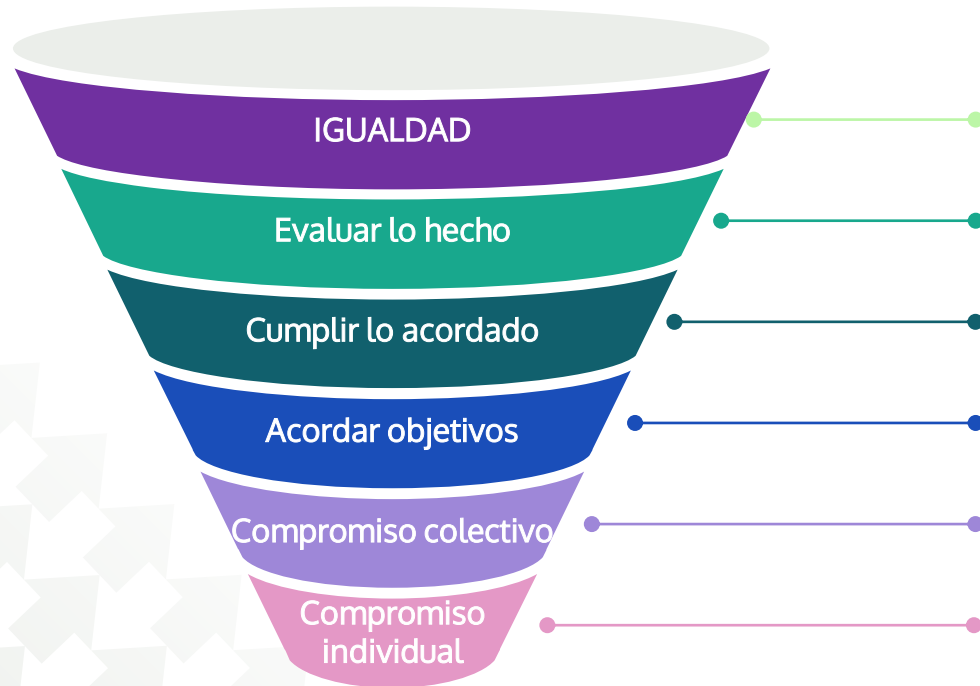 IGUALDAD
Evaluar lo hecho
Cumplir lo acordado
Acordar objetivos
Compromiso colectivo
Compromiso
individual